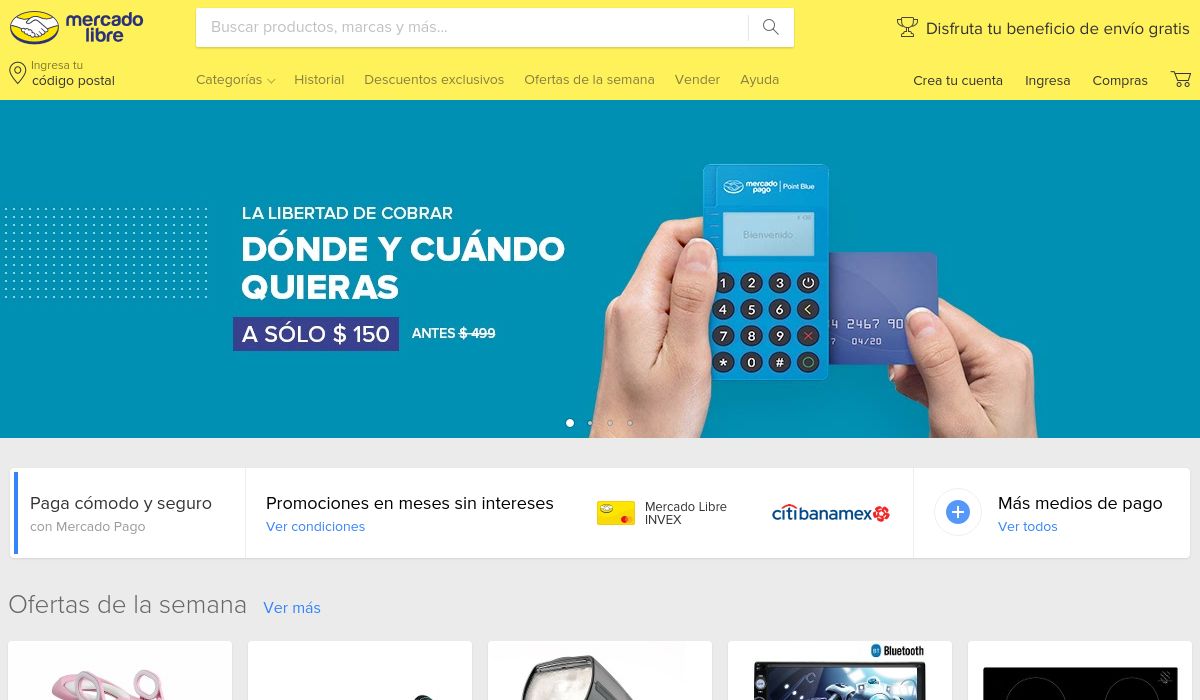 mercado
libre
Buscar productos, marcas y más...
Disfruta tu beneficio de envío gratis
Ingresa tu
código postal
Categorías
Historial
Descuentos exclusivos
Ofertas de la semana
Vender
Ayuda
Crea tu cuenta
Ingresa
Compras
LA LIBERTAD DE COBRAR
DÓNDE Y CUÁNDO
QUIERAS
A SÓLO $ 150
ANTES $ 499
mercado
pago
Point Blue
Bienvenido
1 2 3
4 5 6
7 8 9
* 0 #
4 2467 90
7 04/20
Paga cómodo y seguro
con Mercado Pago
Promociones en meses sin intereses
Ver condiciones
Mercado Libre
INVEX
citibanamex
Más medios de pago
Ver todos
Ofertas de la semana
Ver más
BT Bluetooth